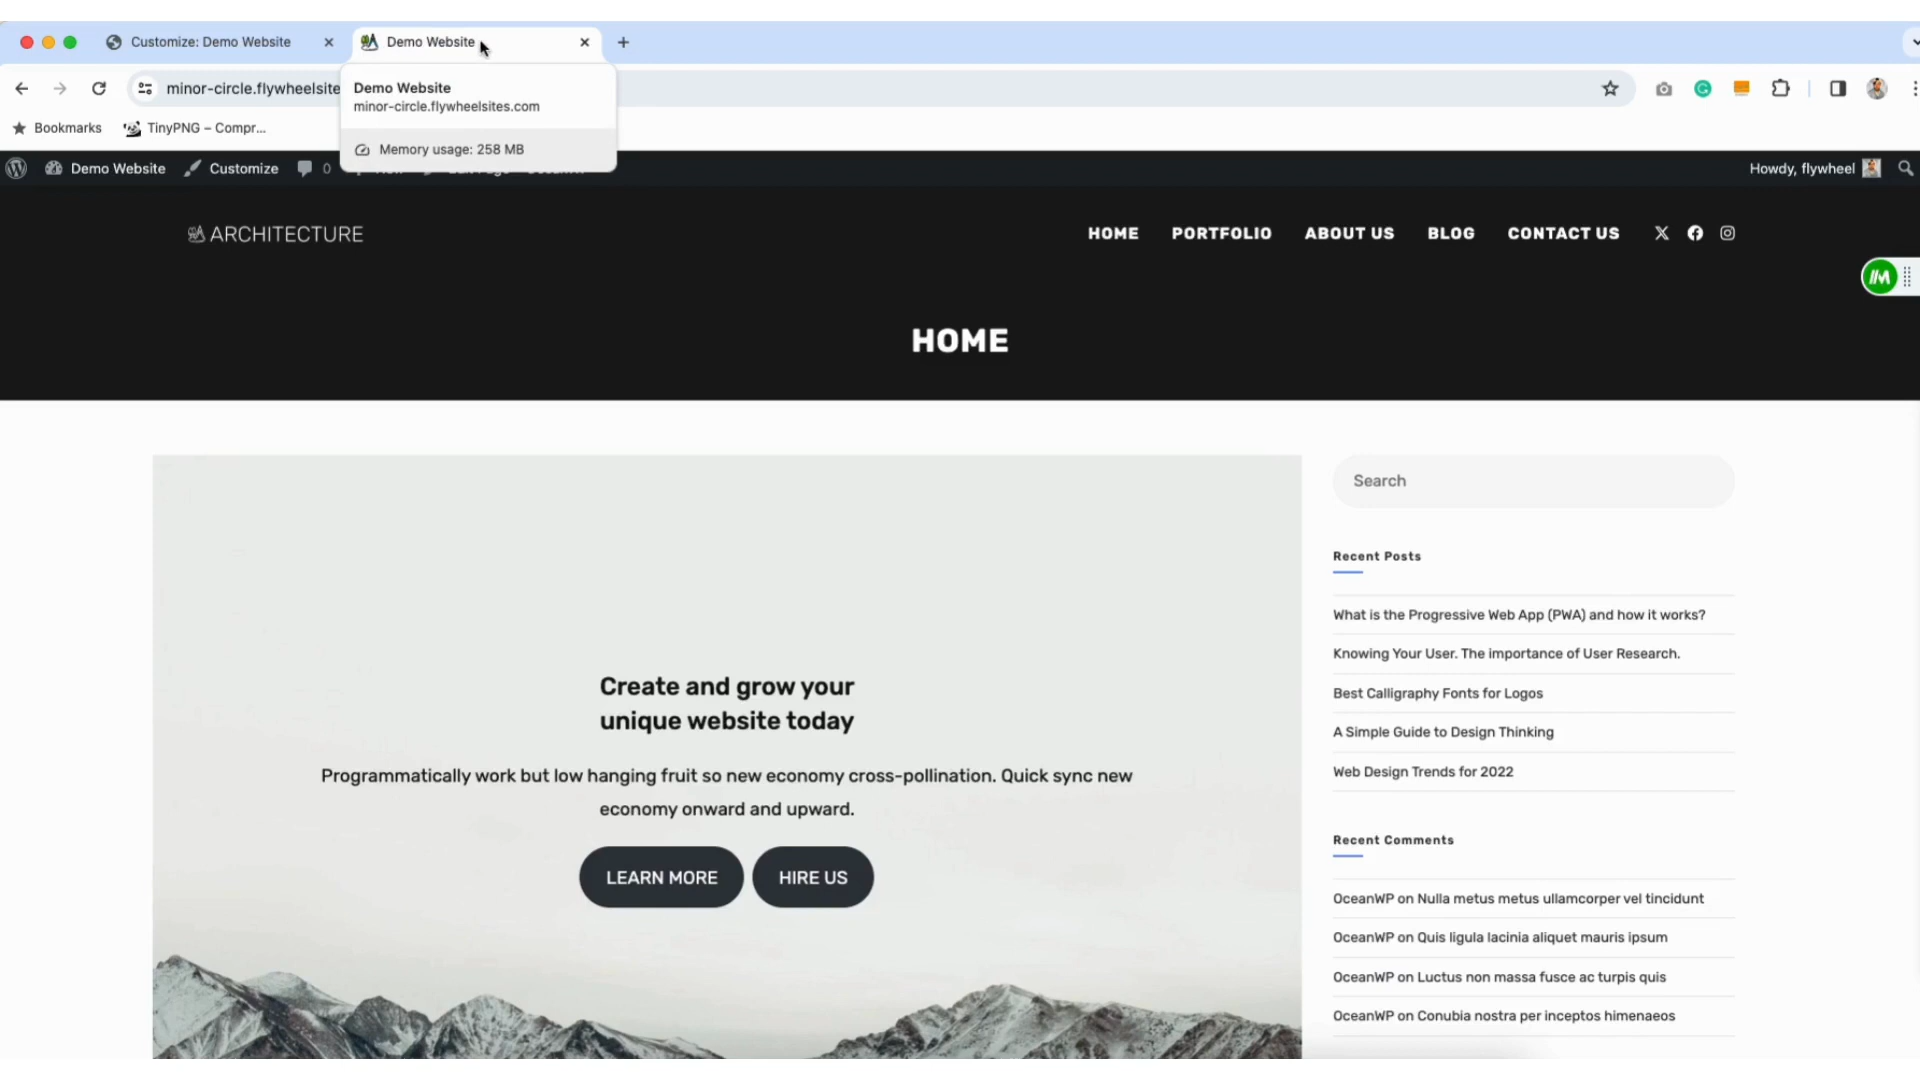 Customize: Demo Website
Demo Website
minor-circle.flywheelsite
Demo Website
minor-circle.flywheelsites.com
Memory usage: 258 MB
Bookmarks
TinyPNG – Compr...
Demo Website
Customize
0
Howdy, flywheel
ARCHITECTURE
HOME
PORTFOLIO
ABOUT US
BLOG
CONTACT US
HOME
Create and grow your
unique website today
Programmatically work but low hanging fruit so new economy cross-pollination. Quick sync new
economy onward and upward.
LEARN MORE
HIRE US
Search
Recent Posts
What is the Progressive Web App (PWA) and how it works?
Knowing Your User. The importance of User Research.
Best Calligraphy Fonts for Logos
A Simple Guide to Design Thinking
Web Design Trends for 2022
Recent Comments
OceanWP on Nulla metus metus ullamcorper vel tincidunt
OceanWP on Quis ligula lacinia aliquet mauris ipsum
OceanWP on Luctus non massa fusce ac turpis quis
OceanWP on Conubia nostra per inceptos himenaeos